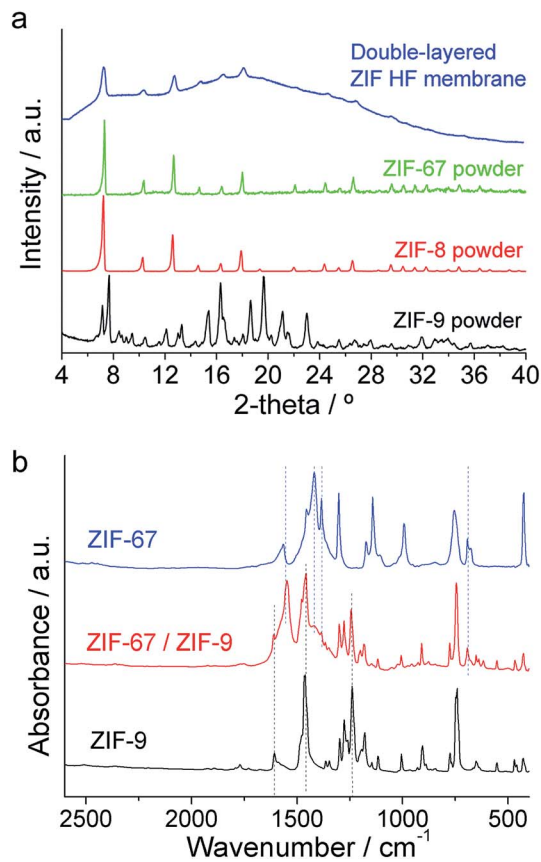 a
Double-layered
ZIF HF membrane
ZIF-67 powder
ZIF-8 powder
ZIF-9 powder
Intensity / a.u.
4 8 12 16 20 24 28 32 36 40
2-theta / º
b
ZIF-67
ZIF-67 / ZIF-9
ZIF-9
Absorbance / a.u.
2500 2000 1500 1000 500
Wavenumber / cm⁻¹